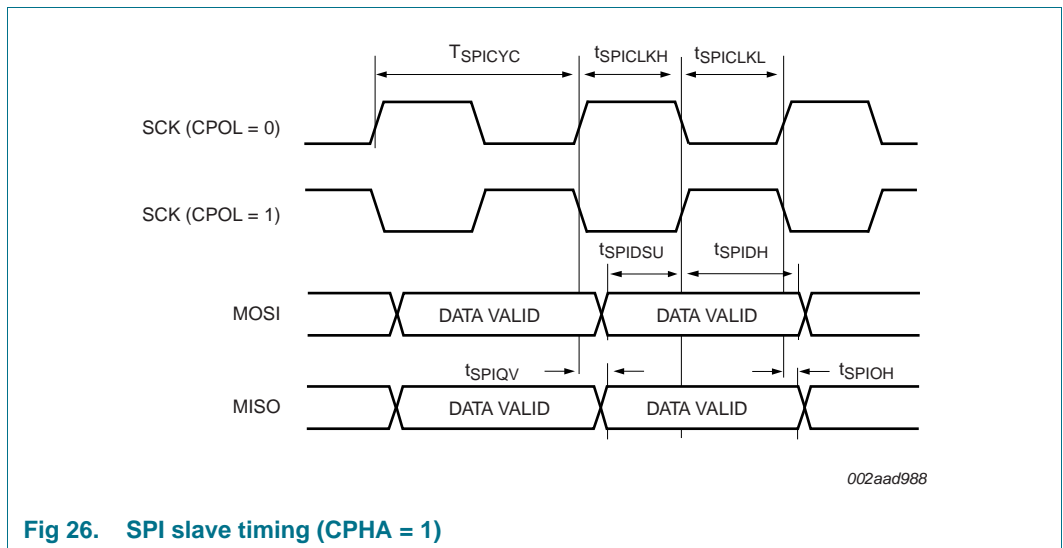 TSPICYC tSPICLKH tSPICLKL
SCK (CPOL = 0)
SCK (CPOL = 1)
tSPIDSU tSPIDH
MOSI DATA VALID DATA VALID
tSPIQV tSPIOH
MISO DATA VALID DATA VALID
002aad988
Fig 26. SPI slave timing (CPHA = 1)